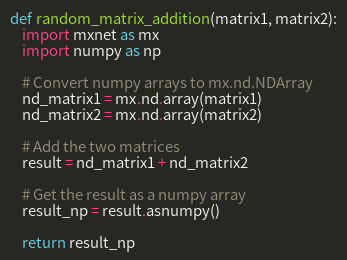 def random_matrix_addition(matrix1, matrix2):
    import mxnet as mx
    import numpy as np

    # Convert numpy arrays to mx.nd.NDArray
    nd_matrix1 = mx.nd.array(matrix1)
    nd_matrix2 = mx.nd.array(matrix2)

    # Add the two matrices
    result = nd_matrix1 + nd_matrix2

    # Get the result as a numpy array
    result_np = result.asnumpy()

    return result_np